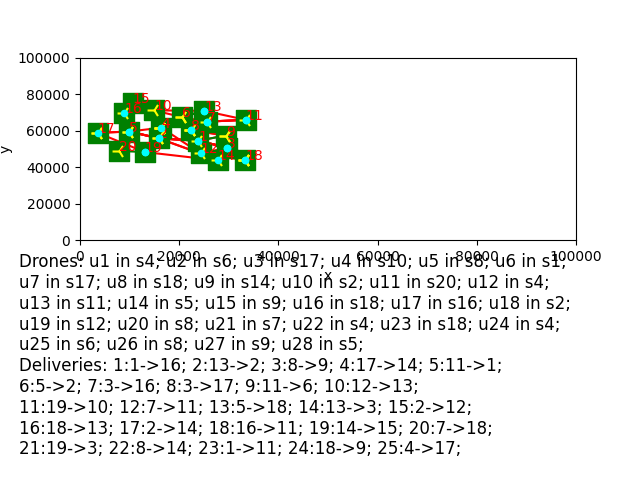 100000
80000
60000
40000
20000
0
y
0 20000 40000 60000 80000 100000
x
Drones: u1 in s4; u2 in s6; u3 in s17; u4 in s10; u5 in s8; u6 in s1;
u7 in s17; u8 in s18; u9 in s14; u10 in s2; u11 in s20; u12 in s4;
u13 in s11; u14 in s5; u15 in s9; u16 in s18; u17 in s16; u18 in s2;
u19 in s12; u20 in s8; u21 in s7; u22 in s4; u23 in s18; u24 in s4;
u25 in s6; u26 in s8; u27 in s9; u28 in s5;
Deliveries: 1:1->16; 2:13->2; 3:8->9; 4:17->14; 5:11->1;
6:5->2; 7:3->16; 8:3->17; 9:11->6; 10:12->13;
11:19->10; 12:7->11; 13:5->18; 14:13->3; 15:2->12;
16:18->13; 17:2->14; 18:16->11; 19:14->15; 20:7->18;
21:19->3; 22:8->14; 23:1->11; 24:18->9; 25:4->17;